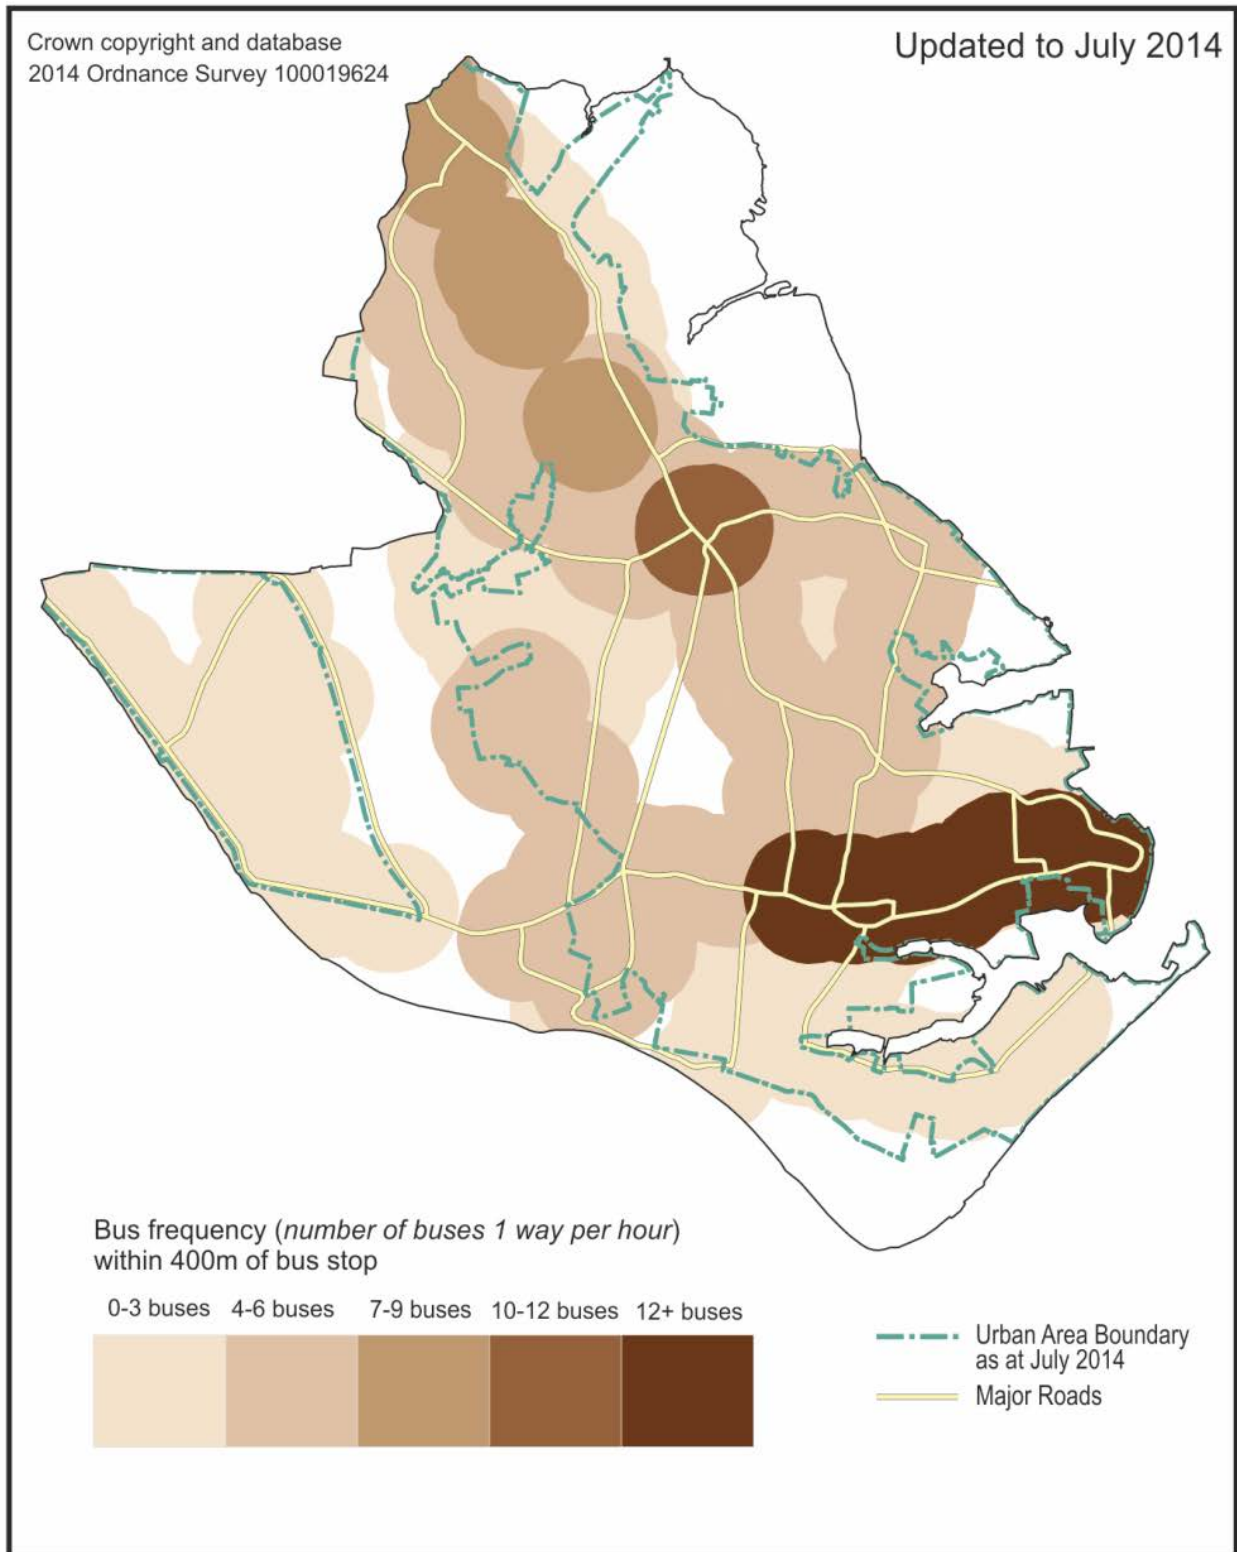 Crown copyright and database
2014 Ordnance Survey 100019624
Updated to July 2014
Bus frequency (number of buses 1 way per hour)
within 400m of bus stop
0-3 buses 4-6 buses 7-9 buses 10-12 buses 12+ buses
Urban Area Boundary
as at July 2014
Major Roads